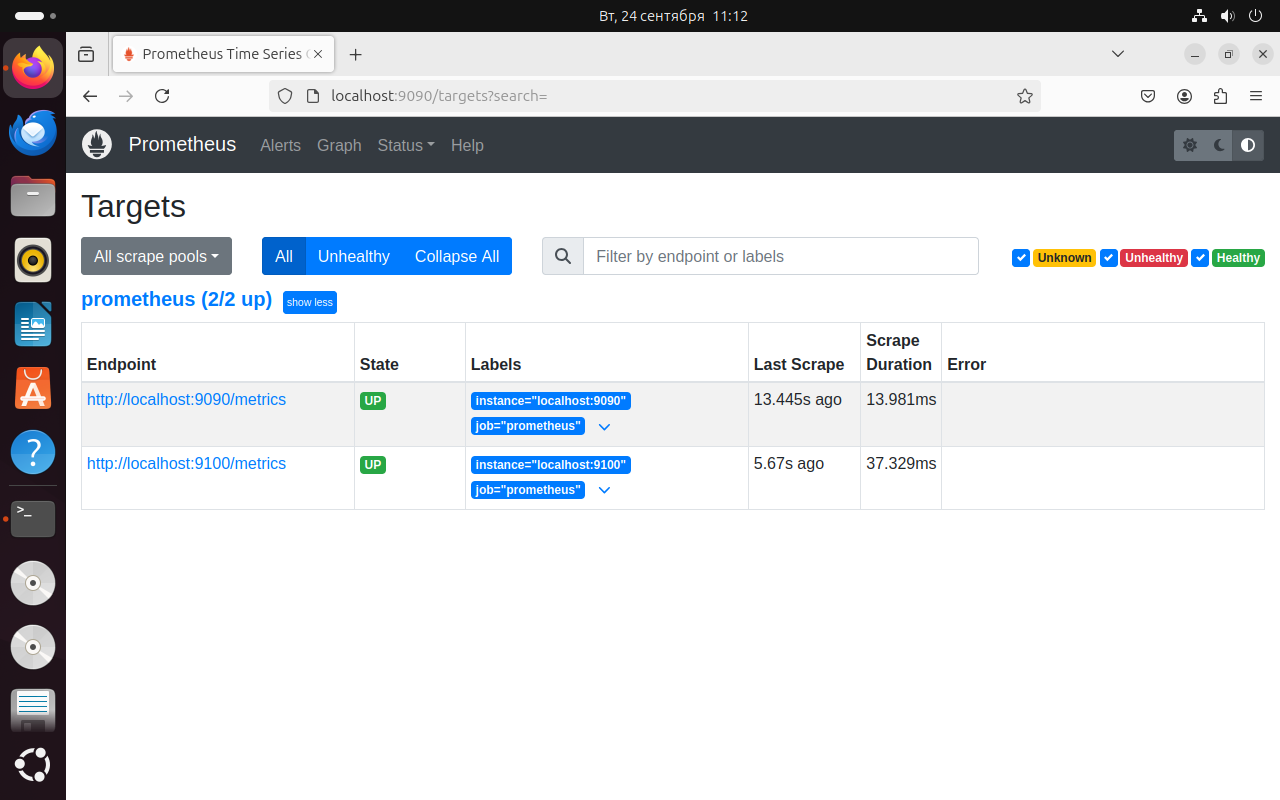 Вт, 24 сентября 11:12
Prometheus Time Series
localhost:9090/targets?search=
Prometheus Alerts Graph Status Help
Targets
All scrape pools All Unhealthy Collapse All Filter by endpoint or labels Unknown Unhealthy Healthy
prometheus (2/2 up) show less
Endpoint State Labels Last Scrape Scrape Duration Error
http://localhost:9090/metrics UP instance="localhost:9090" 13.445s ago 13.981ms
job="prometheus"
http://localhost:9100/metrics UP instance="localhost:9100" 5.67s ago 37.329ms
job="prometheus"